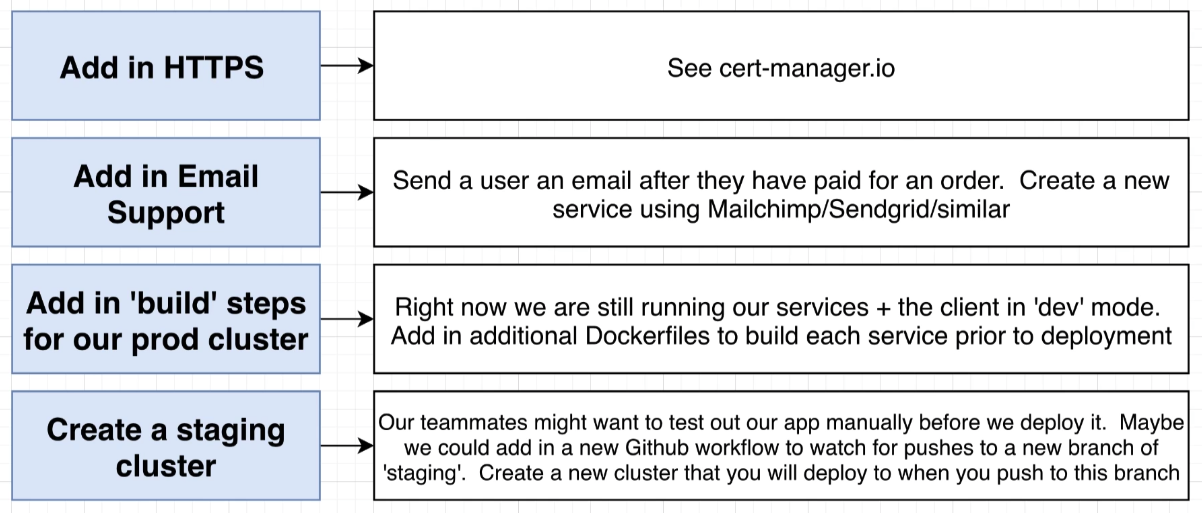 Add in HTTPS
See cert-manager.io
Add in Email
Support
Send a user an email after they have paid for an order.  Create a new
service using Mailchimp/Sendgrid/similar
Add in 'build' steps
for our prod cluster
Right now we are still running our services + the client in 'dev' mode.
Add in additional Dockerfiles to build each service prior to deployment
Create a staging
cluster
Our teammates might want to test out our app manually before we deploy it.  Maybe
we could add in a new Github workflow to watch for pushes to a new branch of
'staging'.  Create a new cluster that you will deploy to when you push to this branch